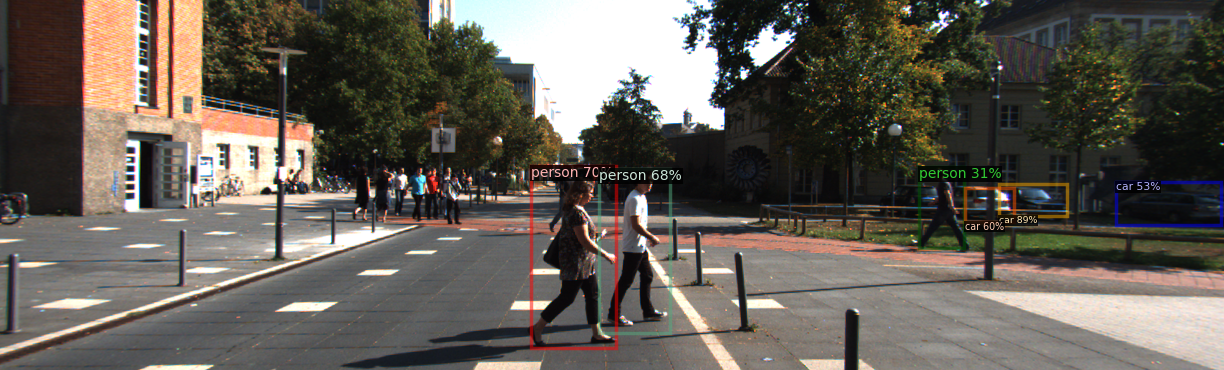 person 70%
person 68%
person 31%
car 53%
car 89%
car 60%